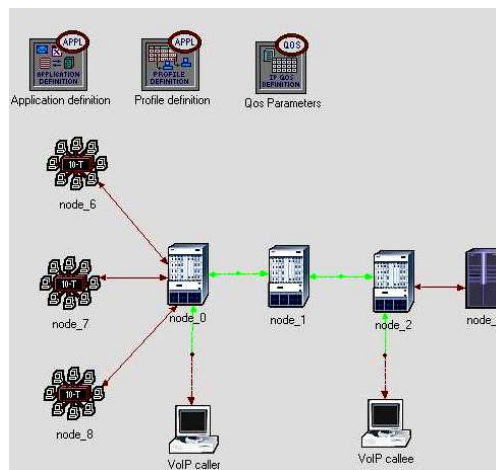 APPL
APPLICATION
DEFINITION
Application definition
APPL
PROFILE
DEFINITION
Profile definition
QOS
IP QOS
DEFINITION
Qos Parameters
10-T
node_6
10-T
node_7
10-T
node_8
node_0
node_1
node_2
node_
VoIP caller
VoIP callee